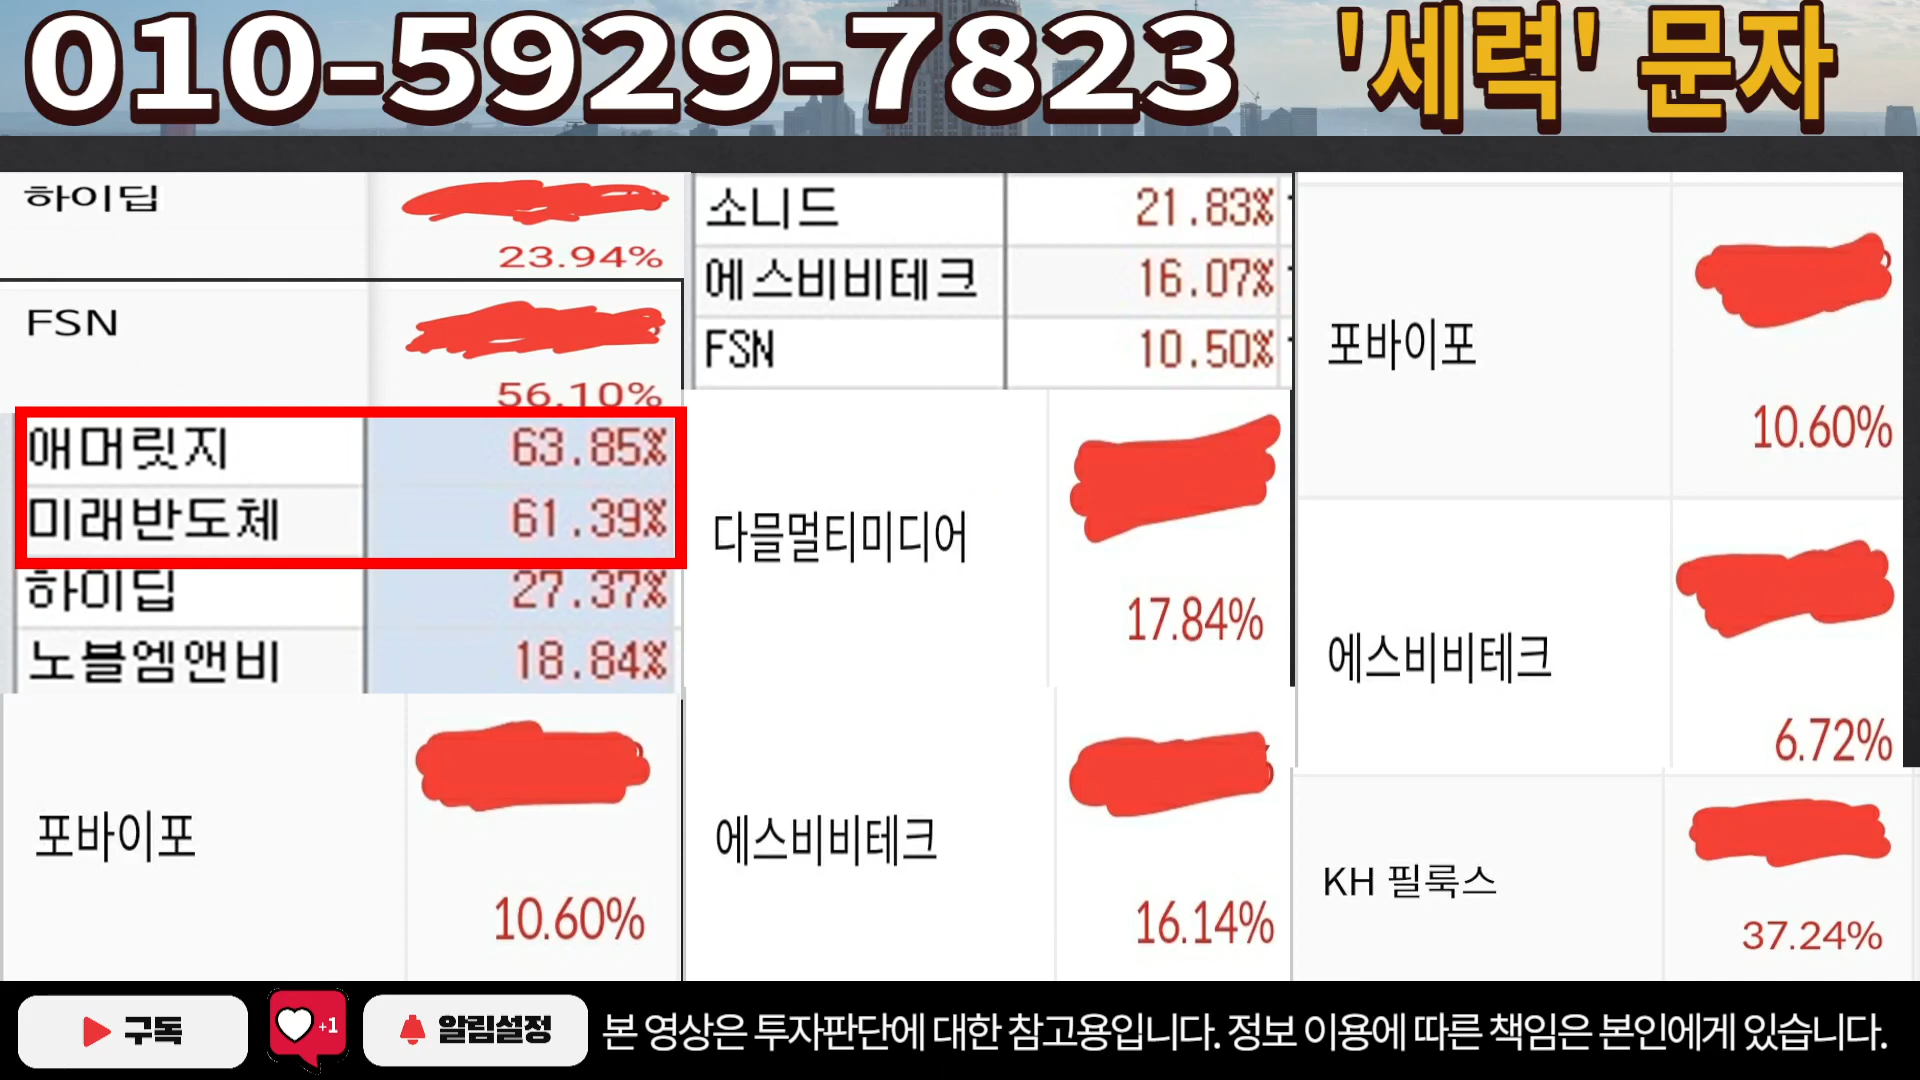 010-5929-7823 '세력' 문자
하이딥
23.94%
FSN
56.10%
애머릿지 63.85%
미래반도체 61.39%
하이딥 27.37%
노블엠앤비 18.84%
포바이포
10.60%
소니드 21.83%
에스비비테크 16.07%
FSN 10.50%
다믈멀티미디어
17.84%
에스비비테크
16.14%
포바이포
10.60%
에스비비테크
6.72%
KH 필룩스
37.24%
구독 +1 알림설정 본 영상은 투자판단에 대한 참고용입니다. 정보 이용에 따른 책임은 본인에게 있습니다.